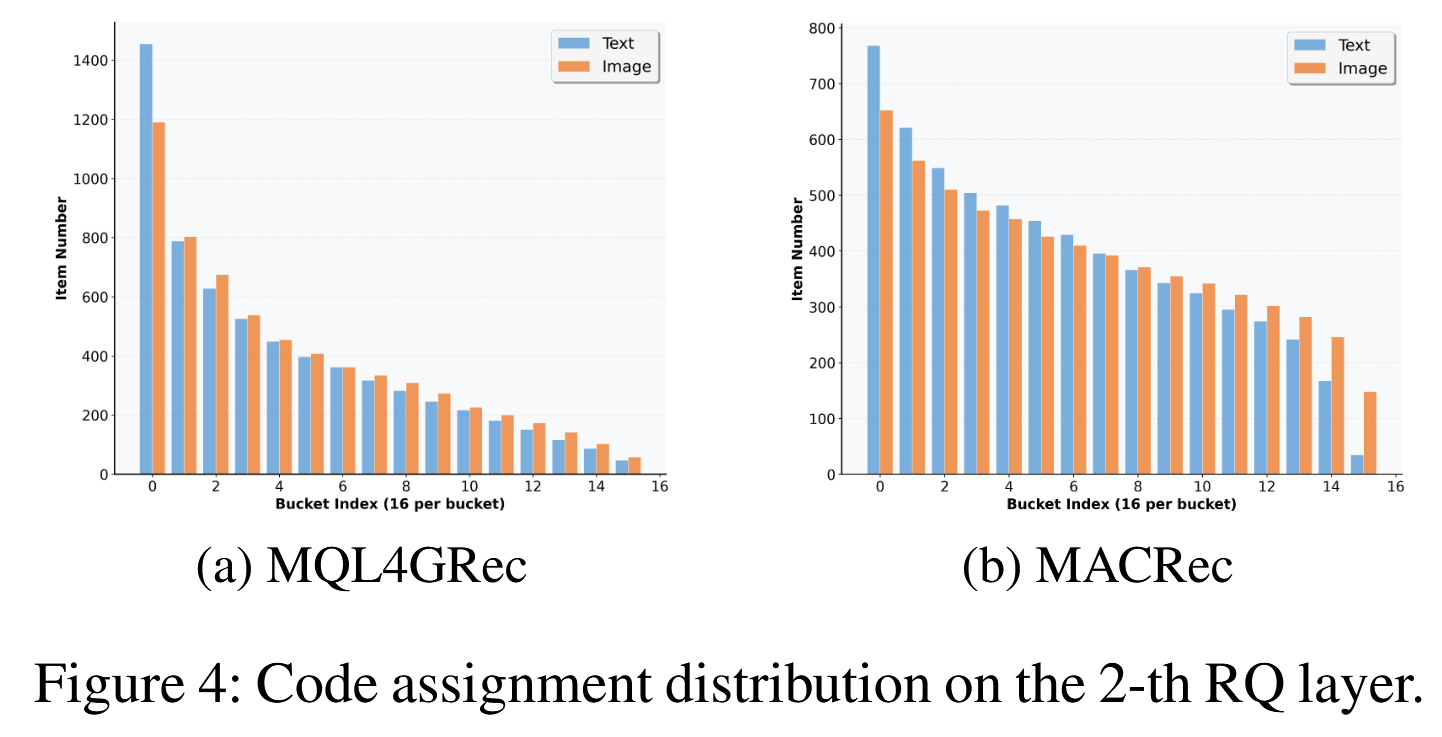 1400
1200
1000
800
600
400
200
0
Item Number
Text
Image
0 2 4 6 8 10 12 14 16
Bucket Index (16 per bucket)
(a) MQL4GRec
800
700
600
500
400
300
200
100
0
Item Number
Text
Image
0 2 4 6 8 10 12 14 16
Bucket Index (16 per bucket)
(b) MACRec
Figure 4: Code assignment distribution on the 2-th RQ layer.